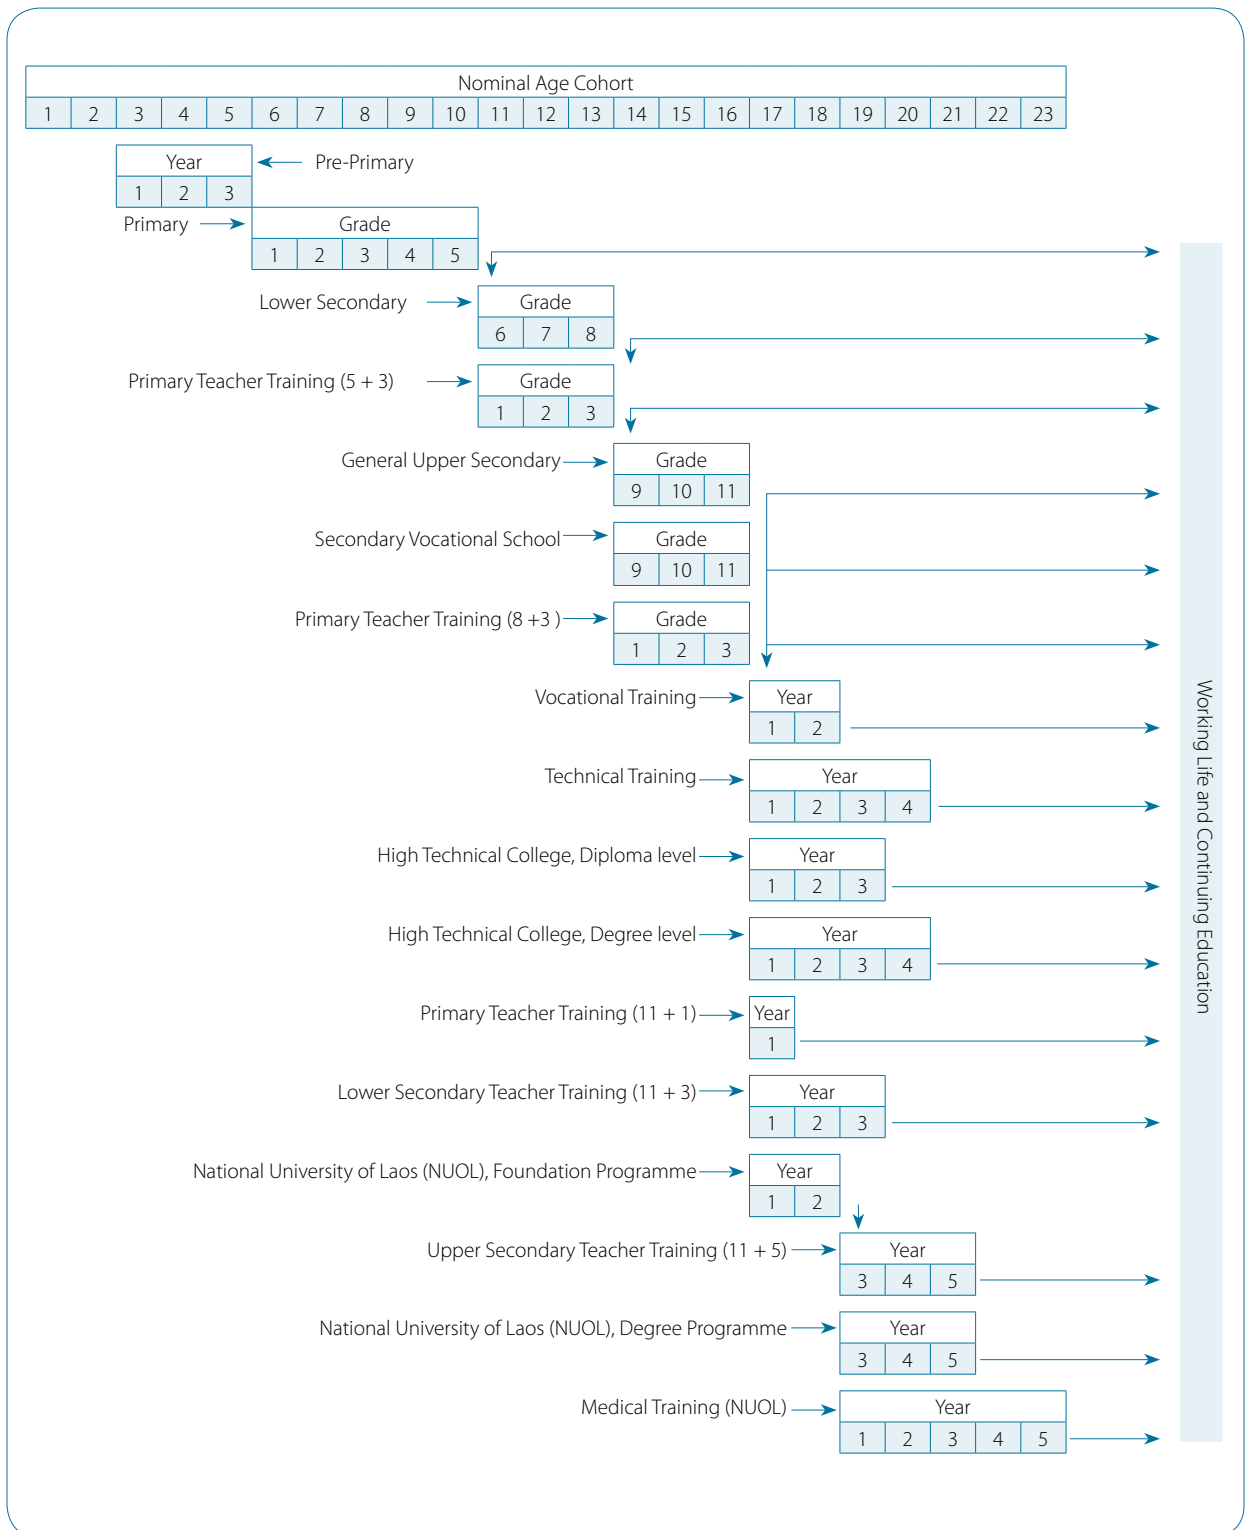 Nominal Age Cohort
1 2 3 4 5 6 7 8 9 10 11 12 13 14 15 16 17 18 19 20 21 22 23
Year
Pre-Primary
1 2 3
Primary
Grade
1 2 3 4 5
Lower Secondary
Grade
6 7 8
Primary Teacher Training (5 + 3)
Grade
1 2 3
General Upper Secondary
Grade
9 10 11
Secondary Vocational School
Grade
9 10 11
Primary Teacher Training (8 +3 )
Grade
1 2 3
Vocational Training
Year
1 2
Technical Training
Year
1 2 3 4
High Technical College, Diploma level
Year
1 2 3
High Technical College, Degree level
Year
1 2 3 4
Primary Teacher Training (11 + 1)
Year
1
Lower Secondary Teacher Training (11 + 3)
Year
1 2 3
National University of Laos (NUOL), Foundation Programme
Year
1 2
Upper Secondary Teacher Training (11 + 5)
Year
3 4 5
National University of Laos (NUOL), Degree Programme
Year
3 4 5
Medical Training (NUOL)
Year
1 2 3 4 5
Working Life and Continuing Education